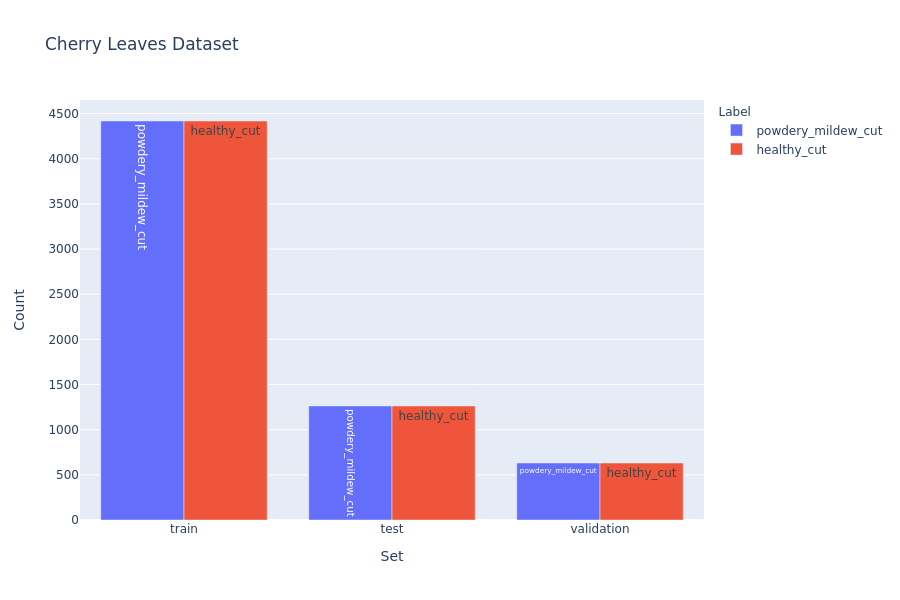 Cherry Leaves Dataset
Label
powdery_mildew_cut
healthy_cut
Count
4500
4000
3500
3000
2500
2000
1500
1000
500
0
powdery_mildew_cut
healthy_cut
powdery_mildew_cut
healthy_cut
powdery_mildew_cut
healthy_cut
train
test
validation
Set